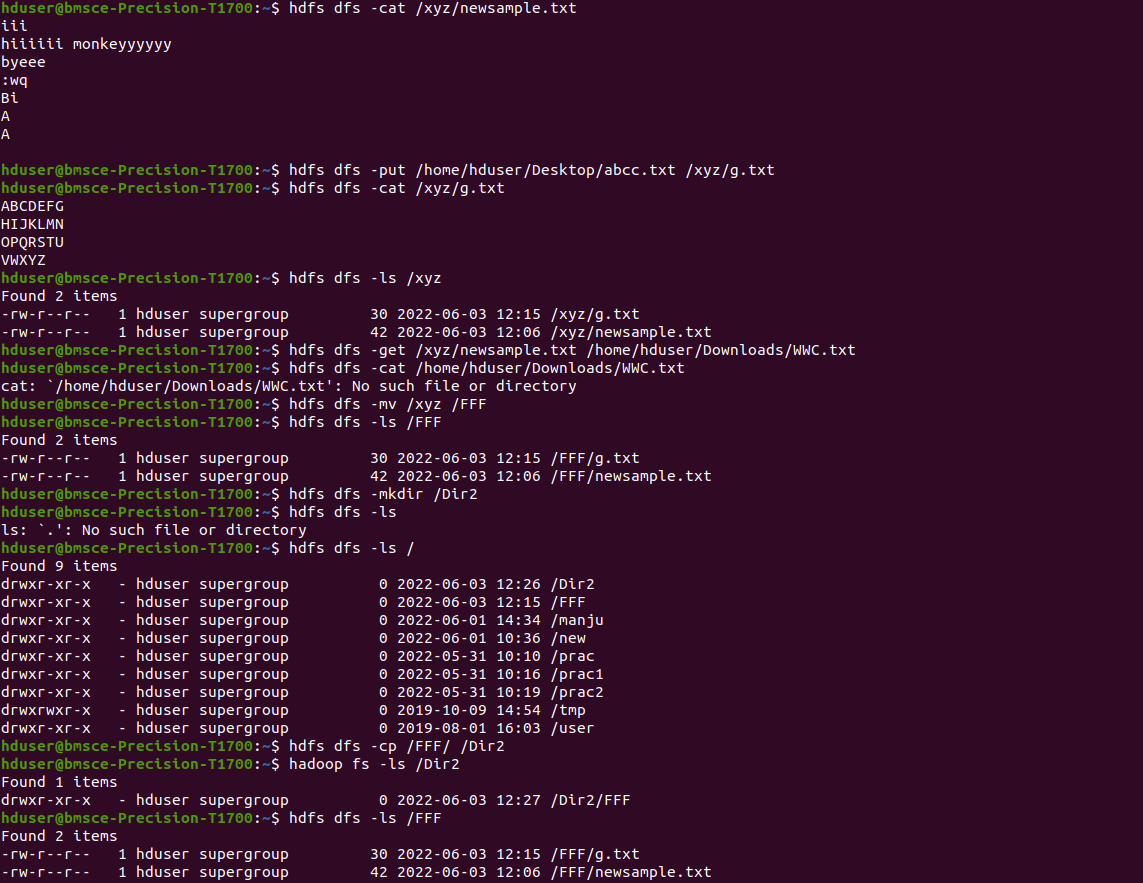 hduser@bmsce-Precision-T1700:~$ hdfs dfs -cat /xyz/newsample.txt
iii
hiiiiii monkeyyyyyy
byeee
:wq
Bi
A
A

hduser@bmsce-Precision-T1700:~$ hdfs dfs -put /home/hduser/Desktop/abcc.txt /xyz/g.txt
hduser@bmsce-Precision-T1700:~$ hdfs dfs -cat /xyz/g.txt
ABCDEFG
HIJKLMN
OPQRSTU
VWXYZ
hduser@bmsce-Precision-T1700:~$ hdfs dfs -ls /xyz
Found 2 items
-rw-r--r--   1 hduser supergroup         30 2022-06-03 12:15 /xyz/g.txt
-rw-r--r--   1 hduser supergroup         42 2022-06-03 12:06 /xyz/newsample.txt
hduser@bmsce-Precision-T1700:~$ hdfs dfs -get /xyz/newsample.txt /home/hduser/Downloads/WWC.txt
hduser@bmsce-Precision-T1700:~$ hdfs dfs -cat /home/hduser/Downloads/WWC.txt
cat: `/home/hduser/Downloads/WWC.txt': No such file or directory
hduser@bmsce-Precision-T1700:~$ hdfs dfs -mv /xyz /FFF
hduser@bmsce-Precision-T1700:~$ hdfs dfs -ls /FFF
Found 2 items
-rw-r--r--   1 hduser supergroup         30 2022-06-03 12:15 /FFF/g.txt
-rw-r--r--   1 hduser supergroup         42 2022-06-03 12:06 /FFF/newsample.txt
hduser@bmsce-Precision-T1700:~$ hdfs dfs -mkdir /Dir2
hduser@bmsce-Precision-T1700:~$ hdfs dfs -ls
ls: `.': No such file or directory
hduser@bmsce-Precision-T1700:~$ hdfs dfs -ls /
Found 9 items
drwxr-xr-x   - hduser supergroup          0 2022-06-03 12:26 /Dir2
drwxr-xr-x   - hduser supergroup          0 2022-06-03 12:15 /FFF
drwxr-xr-x   - hduser supergroup          0 2022-06-01 14:34 /manju
drwxr-xr-x   - hduser supergroup          0 2022-06-01 10:36 /new
drwxr-xr-x   - hduser supergroup          0 2022-05-31 10:10 /prac
drwxr-xr-x   - hduser supergroup          0 2022-05-31 10:16 /prac1
drwxr-xr-x   - hduser supergroup          0 2022-05-31 10:19 /prac2
drwxrwxr-x   - hduser supergroup          0 2019-10-09 14:54 /tmp
drwxr-xr-x   - hduser supergroup          0 2019-08-01 16:03 /user
hduser@bmsce-Precision-T1700:~$ hdfs dfs -cp /FFF/ /Dir2
hduser@bmsce-Precision-T1700:~$ hadoop fs -ls /Dir2
Found 1 items
drwxr-xr-x   - hduser supergroup          0 2022-06-03 12:27 /Dir2/FFF
hduser@bmsce-Precision-T1700:~$ hdfs dfs -ls /FFF
Found 2 items
-rw-r--r--   1 hduser supergroup         30 2022-06-03 12:15 /FFF/g.txt
-rw-r--r--   1 hduser supergroup         42 2022-06-03 12:06 /FFF/newsample.txt